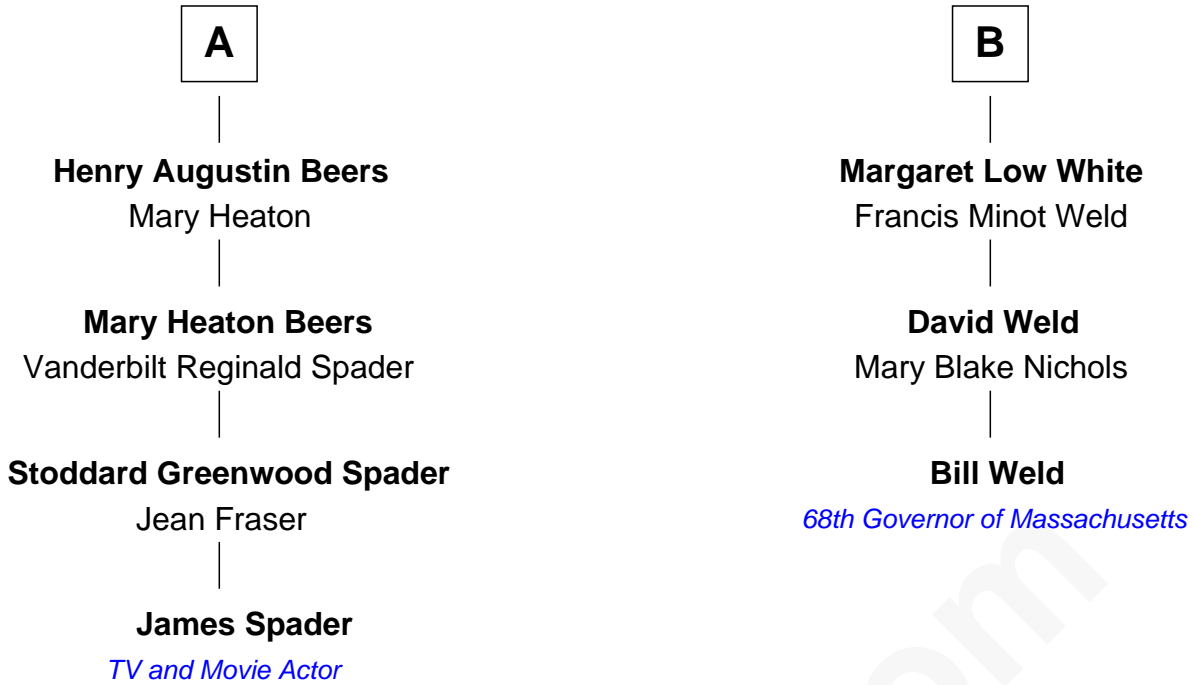 A
Henry Augustin Beers
Mary Heaton
Mary Heaton Beers
Vanderbilt Reginald Spader
Stoddard Greenwood Spader
Jean Fraser
James Spader
TV and Movie Actor
B
Margaret Low White
Francis Minot Weld
David Weld
Mary Blake Nichols
Bill Weld
68th Governor of Massachusetts
om